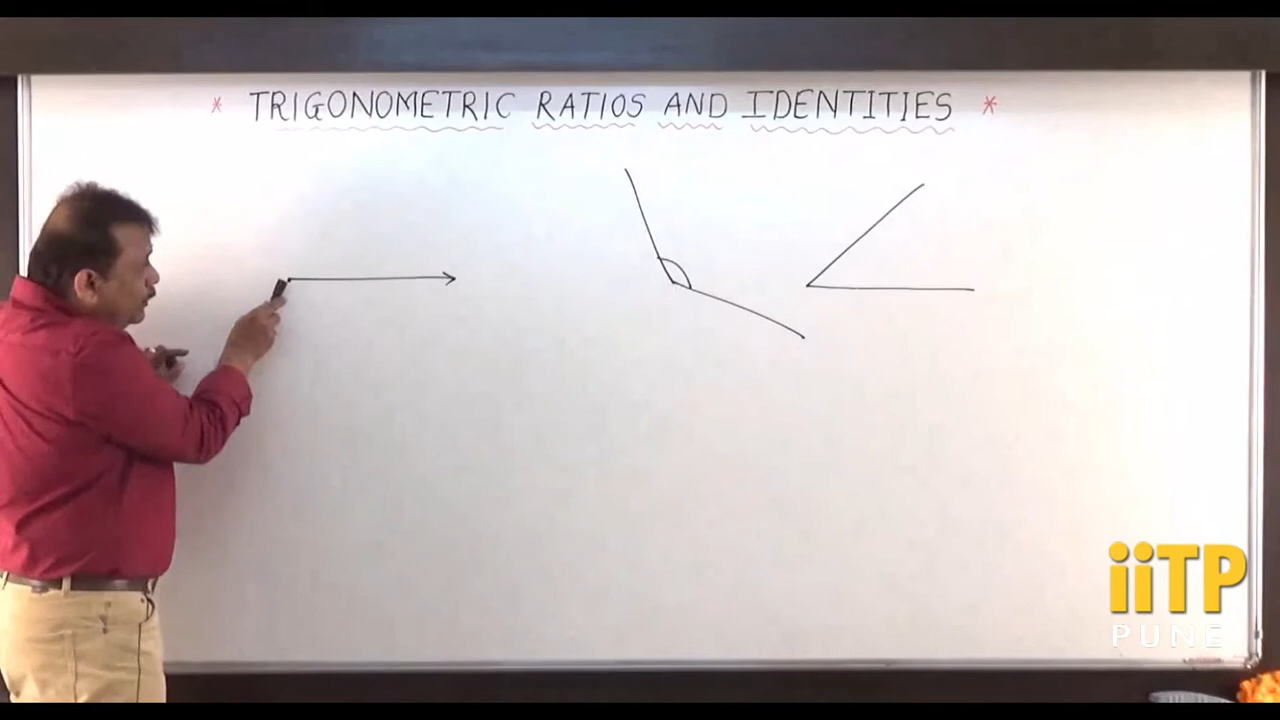 * TRIGONOMETRIC RATIOS AND IDENTITIES *
iiTP
PUNE